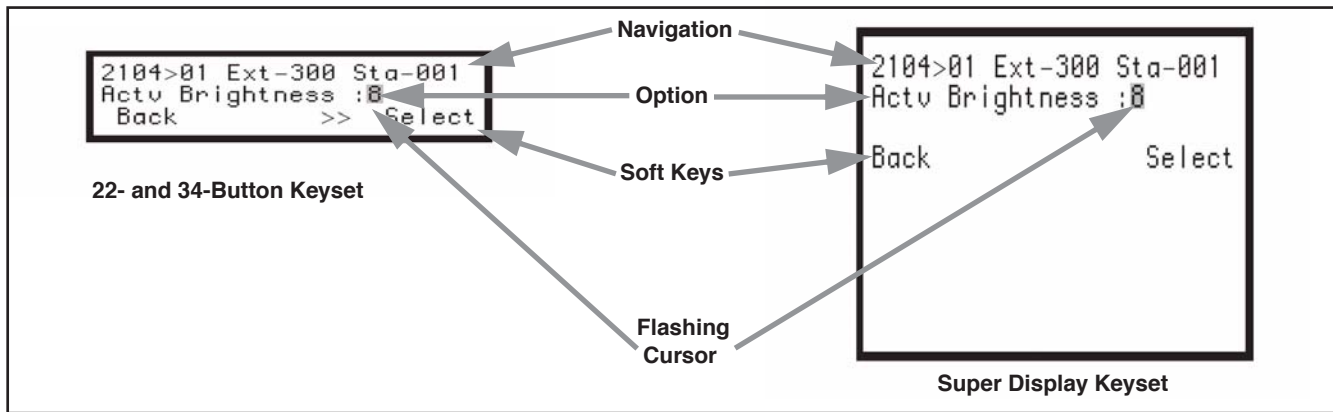 Navigation
2104>01 Ext-300 Sta-001
Actv Brightness :8
Back >> Select
22- and 34-Button Keyset
Option
Soft Keys
Flashing
Cursor
2104>01 Ext-300 Sta-001
Actv Brightness :8
Back Select
Super Display Keyset